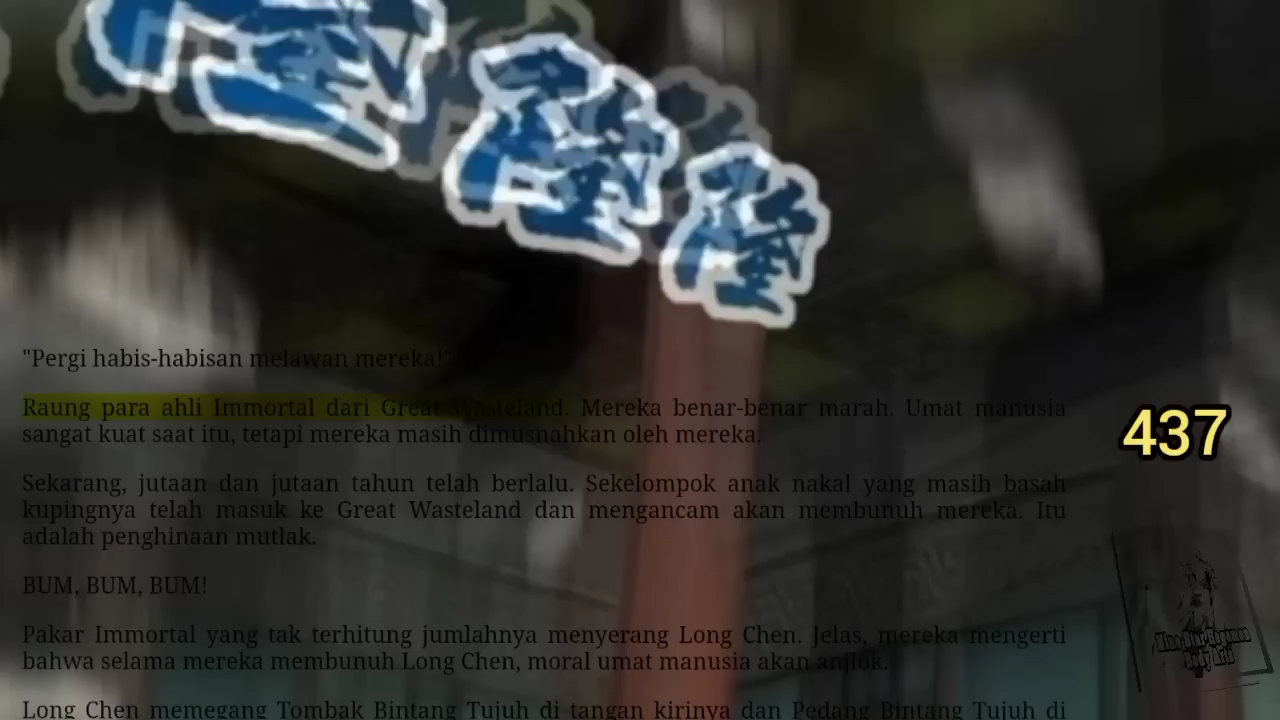 隆隆隆
"Pergi habis-habisan melawan mereka!"
Raung para ahli Immortal dari Great Wasteland. Mereka benar-benar marah. Umat manusia
sangat kuat saat itu, tetapi mereka masih dimusnahkan oleh mereka.
437
Sekarang, jutaan dan jutaan tahun telah berlalu. Sekelompok anak nakal yang masih basah
kupingnya telah masuk ke Great Wasteland dan mengancam akan membunuh mereka. Itu
adalah penghinaan mutlak.
BUM, BUM, BUM!
Pakar Immortal yang tak terhitung jumlahnya menyerang Long Chen. Jelas, mereka mengerti
bahwa selama mereka membunuh Long Chen, moral umat manusia akan anjlok.
Long Chen memegang Tombak Bintang Tujuh di tangan kirinya dan Pedang Bintang Tujuh di